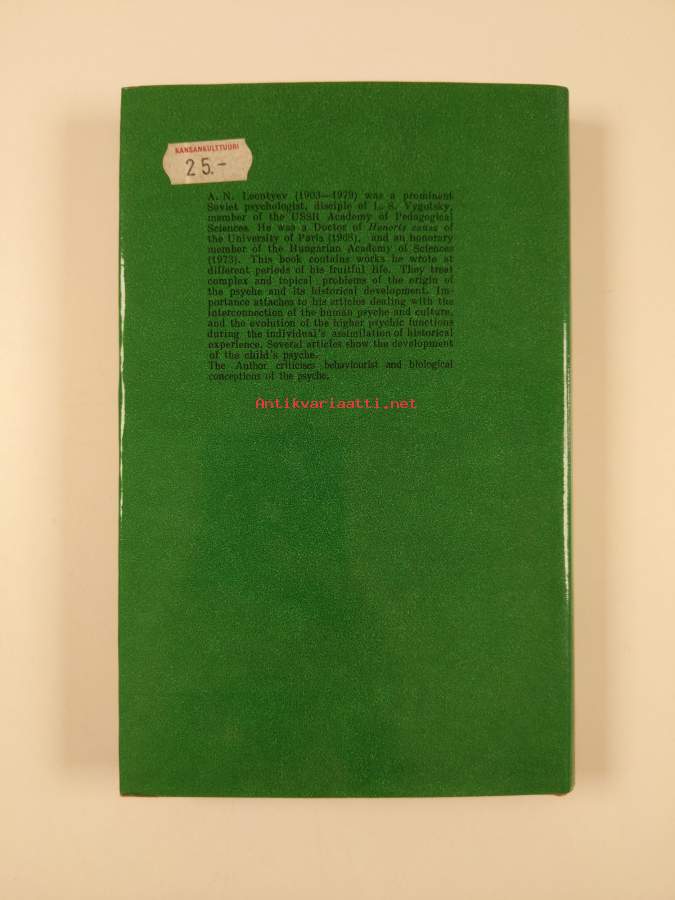 KANSANKULTTUURI
25.-
A. N. Leontyev (1903—1979) was a prominent
Soviet psychologist, disciple of L. S. Vygotsky,
member of the USSR Academy of Pedagogical
Sciences. He was a Doctor of Honoris causa of
the University of Paris (1968), and an honorary
member of the Hungarian Academy of Sciences
(1973). This book contains works he wrote at
different periods of his fruitful life. They treat
complex and topical problems of the origin of
the psyche and its historical development. Im-
portance attaches to his articles dealing with the
interconnection of the human psyche and culture,
and the evolution of the higher psychic functions
during the individual's assimilation of historical
experience. Several articles show the development
of the child's psyche.
The Author criticises behaviourist and biological
conceptions of the psyche.
Antikvariaatti.net